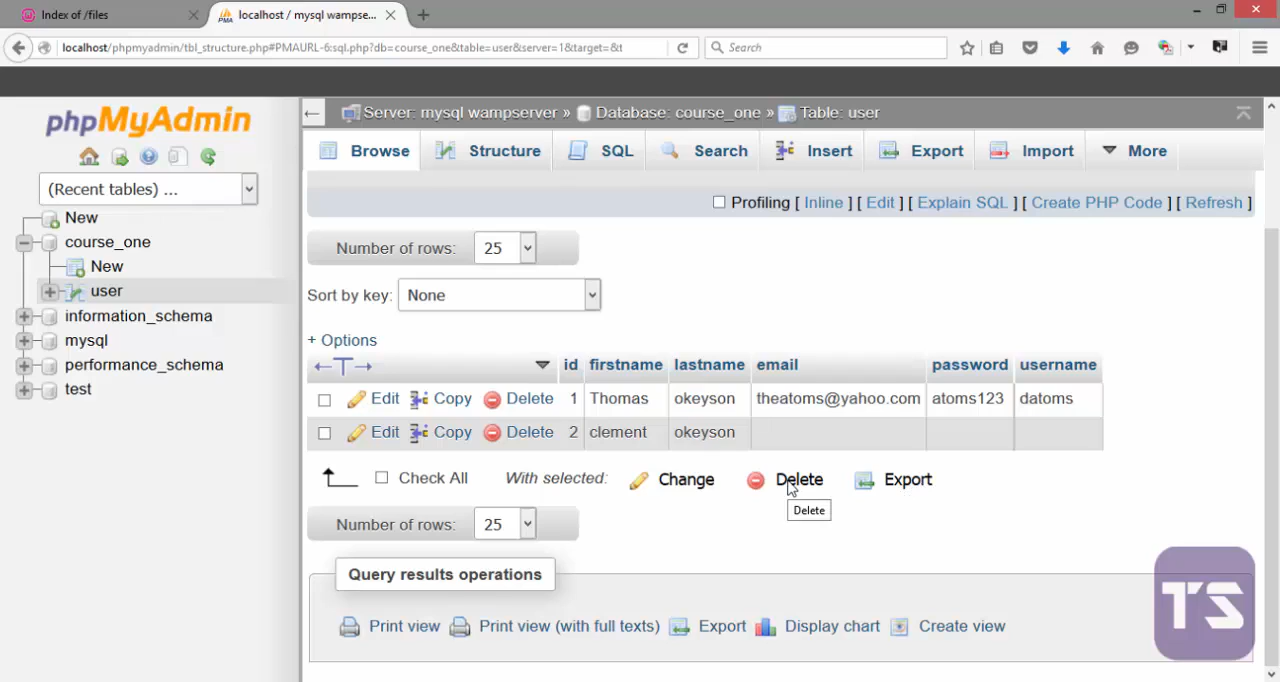 Index of /files
localhost / mysql wampse...
localhost/phpmyadmin/tbl_structure.php#PMAURL-6:sql.php?db=course_one&table=user&server=1&target=&t
Search
phpMyAdmin
(Recent tables) ...
New
course_one
New
user
information_schema
mysql
performance_schema
test
Server: mysql wampserver » Database: course_one » Table: user
Browse Structure SQL Search Insert Export Import More
Profiling [ Inline ] [ Edit ] [ Explain SQL ] [ Create PHP Code ] [ Refresh ]
Number of rows: 25
Sort by key: None
+ Options
←T→ id firstname lastname email password username
Edit Copy Delete 1 Thomas okeyson theatoms@yahoo.com atoms123 datoms
Edit Copy Delete 2 clement okeyson
Check All With selected: Change Delete Export
Delete
Number of rows: 25
Query results operations
Print view Print view (with full texts) Export Display chart Create view
TS